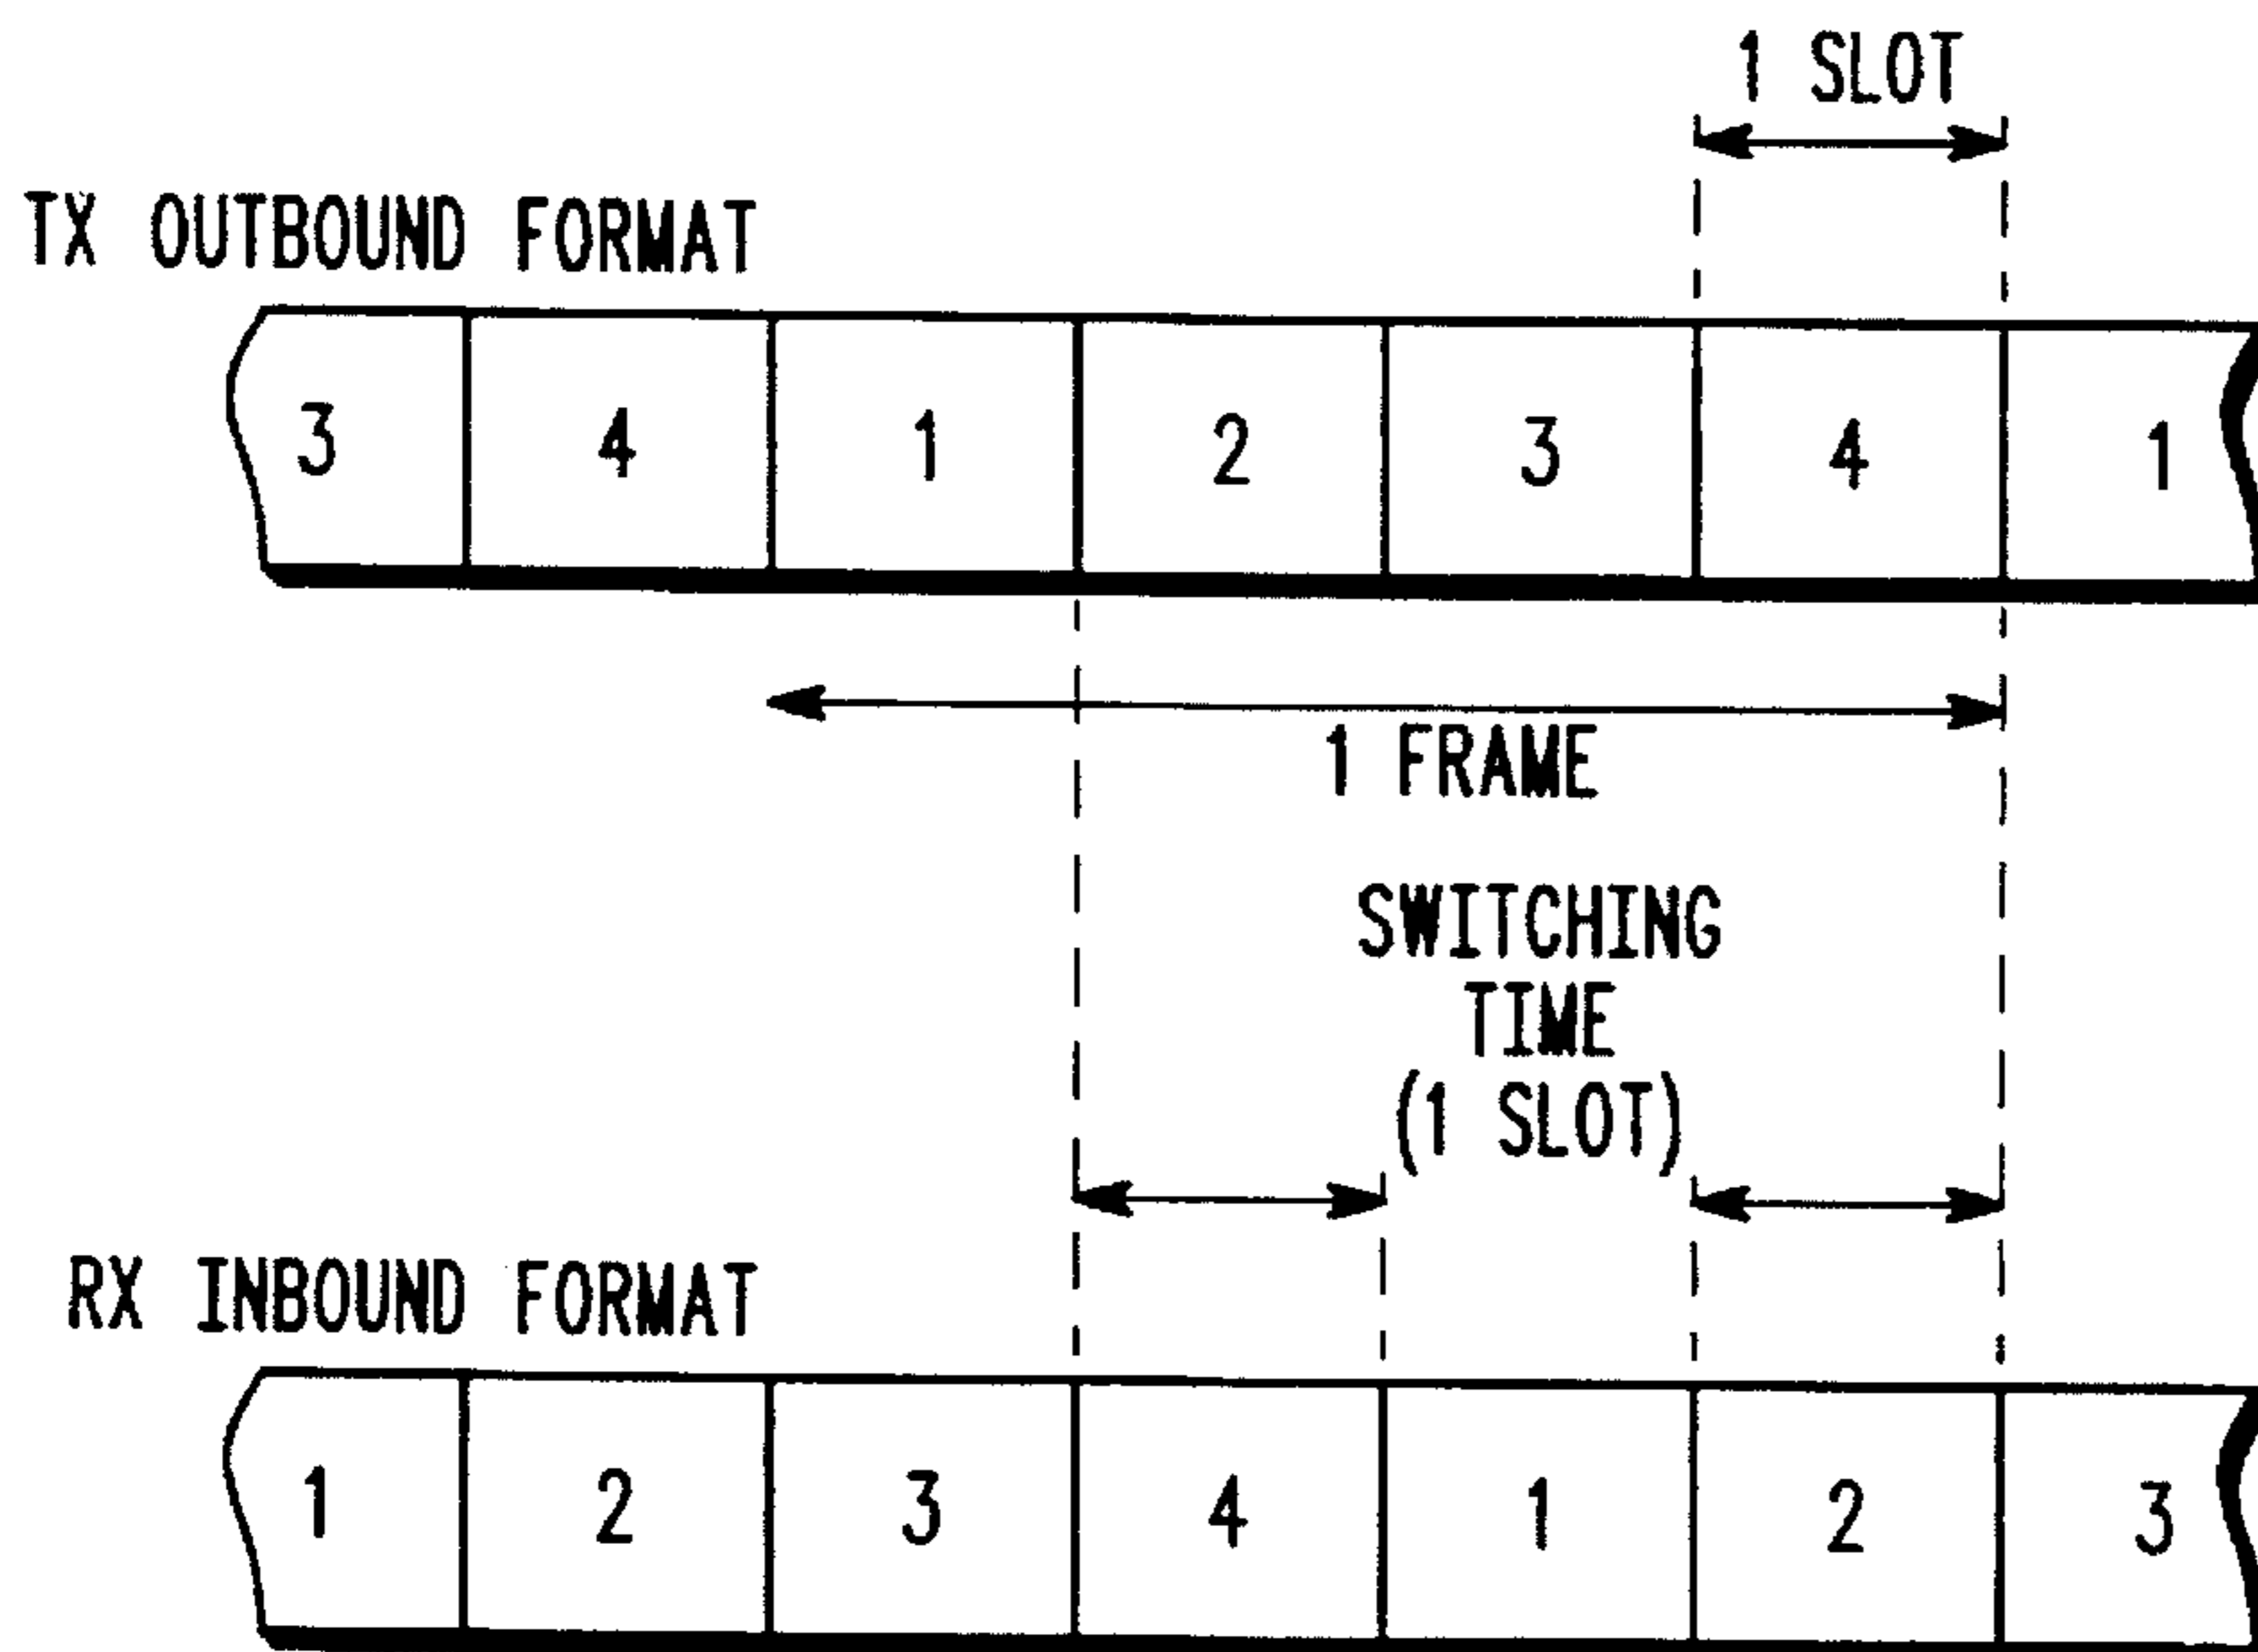 1 SLOT
TX OUTBOUND FORMAT
3 4 1 2 3 4 1
1 FRAME
SWITCHING
TIME
(1 SLOT)
RX INBOUND FORMAT
1 2 3 4 1 2 3